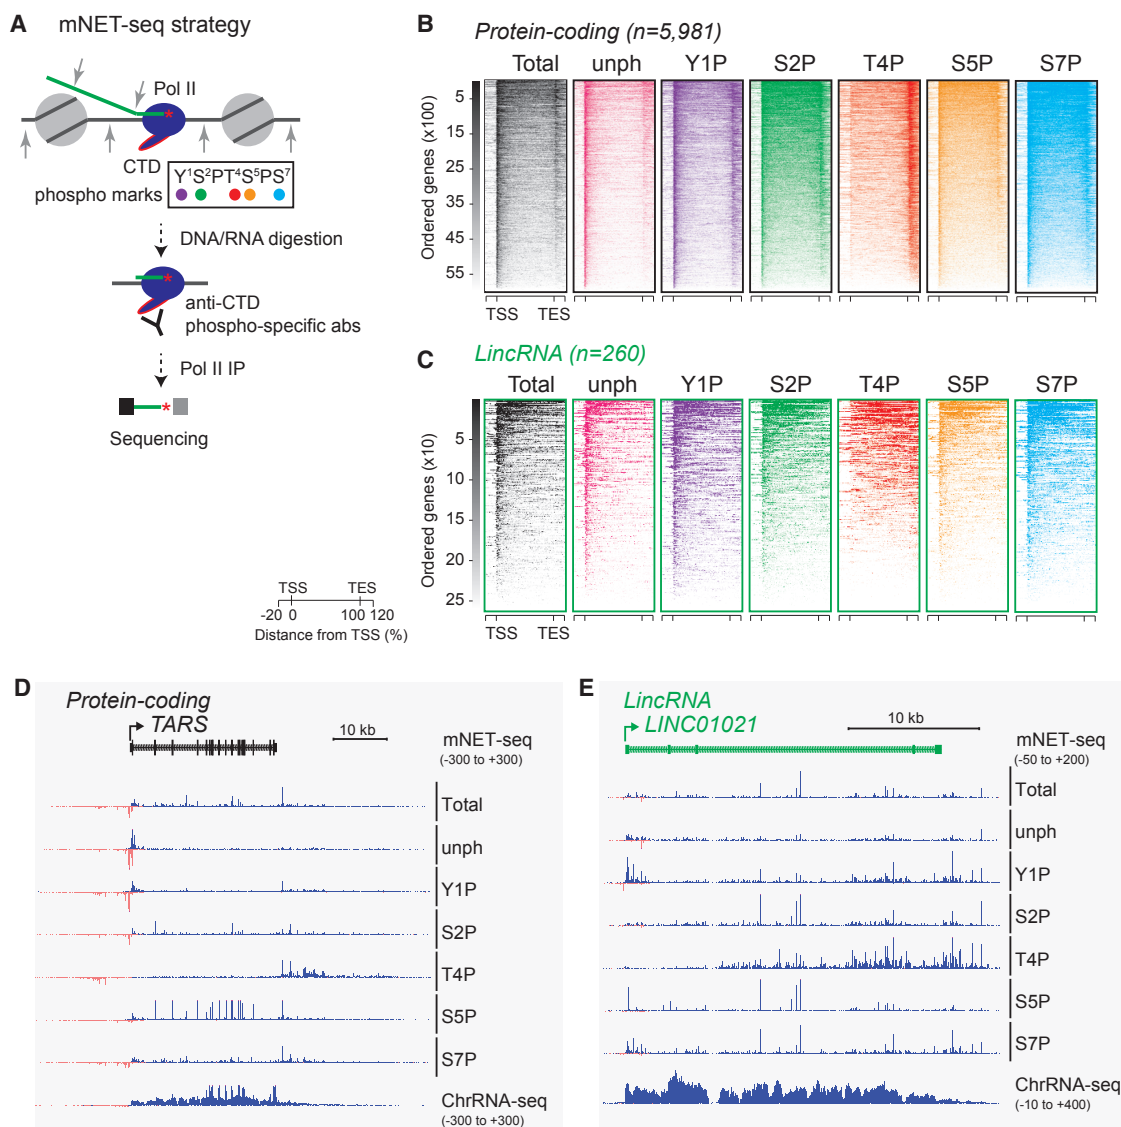 A mNET-seq strategy
Pol II
CTD
phospho marks
Y¹S²PT⁴S⁵PS⁷
DNA/RNA digestion
anti-CTD
phospho-specific abs
Pol II IP
Sequencing
TSS TES
-20 0 100 120
Distance from TSS (%)
B Protein-coding (n=5,981)
Total unph Y1P S2P T4P S5P S7P
Ordered genes (x100)
5
15
25
35
45
55
TSS TES
C LincRNA (n=260)
Total unph Y1P S2P T4P S5P S7P
Ordered genes (x10)
5
10
15
20
25
TSS TES
D Protein-coding
TARS
10 kb
mNET-seq
(-300 to +300)
Total
unph
Y1P
S2P
T4P
S5P
S7P
ChrRNA-seq
(-300 to +300)
E LincRNA
LINC01021
10 kb
mNET-seq
(-50 to +200)
Total
unph
Y1P
S2P
T4P
S5P
S7P
ChrRNA-seq
(-10 to +400)